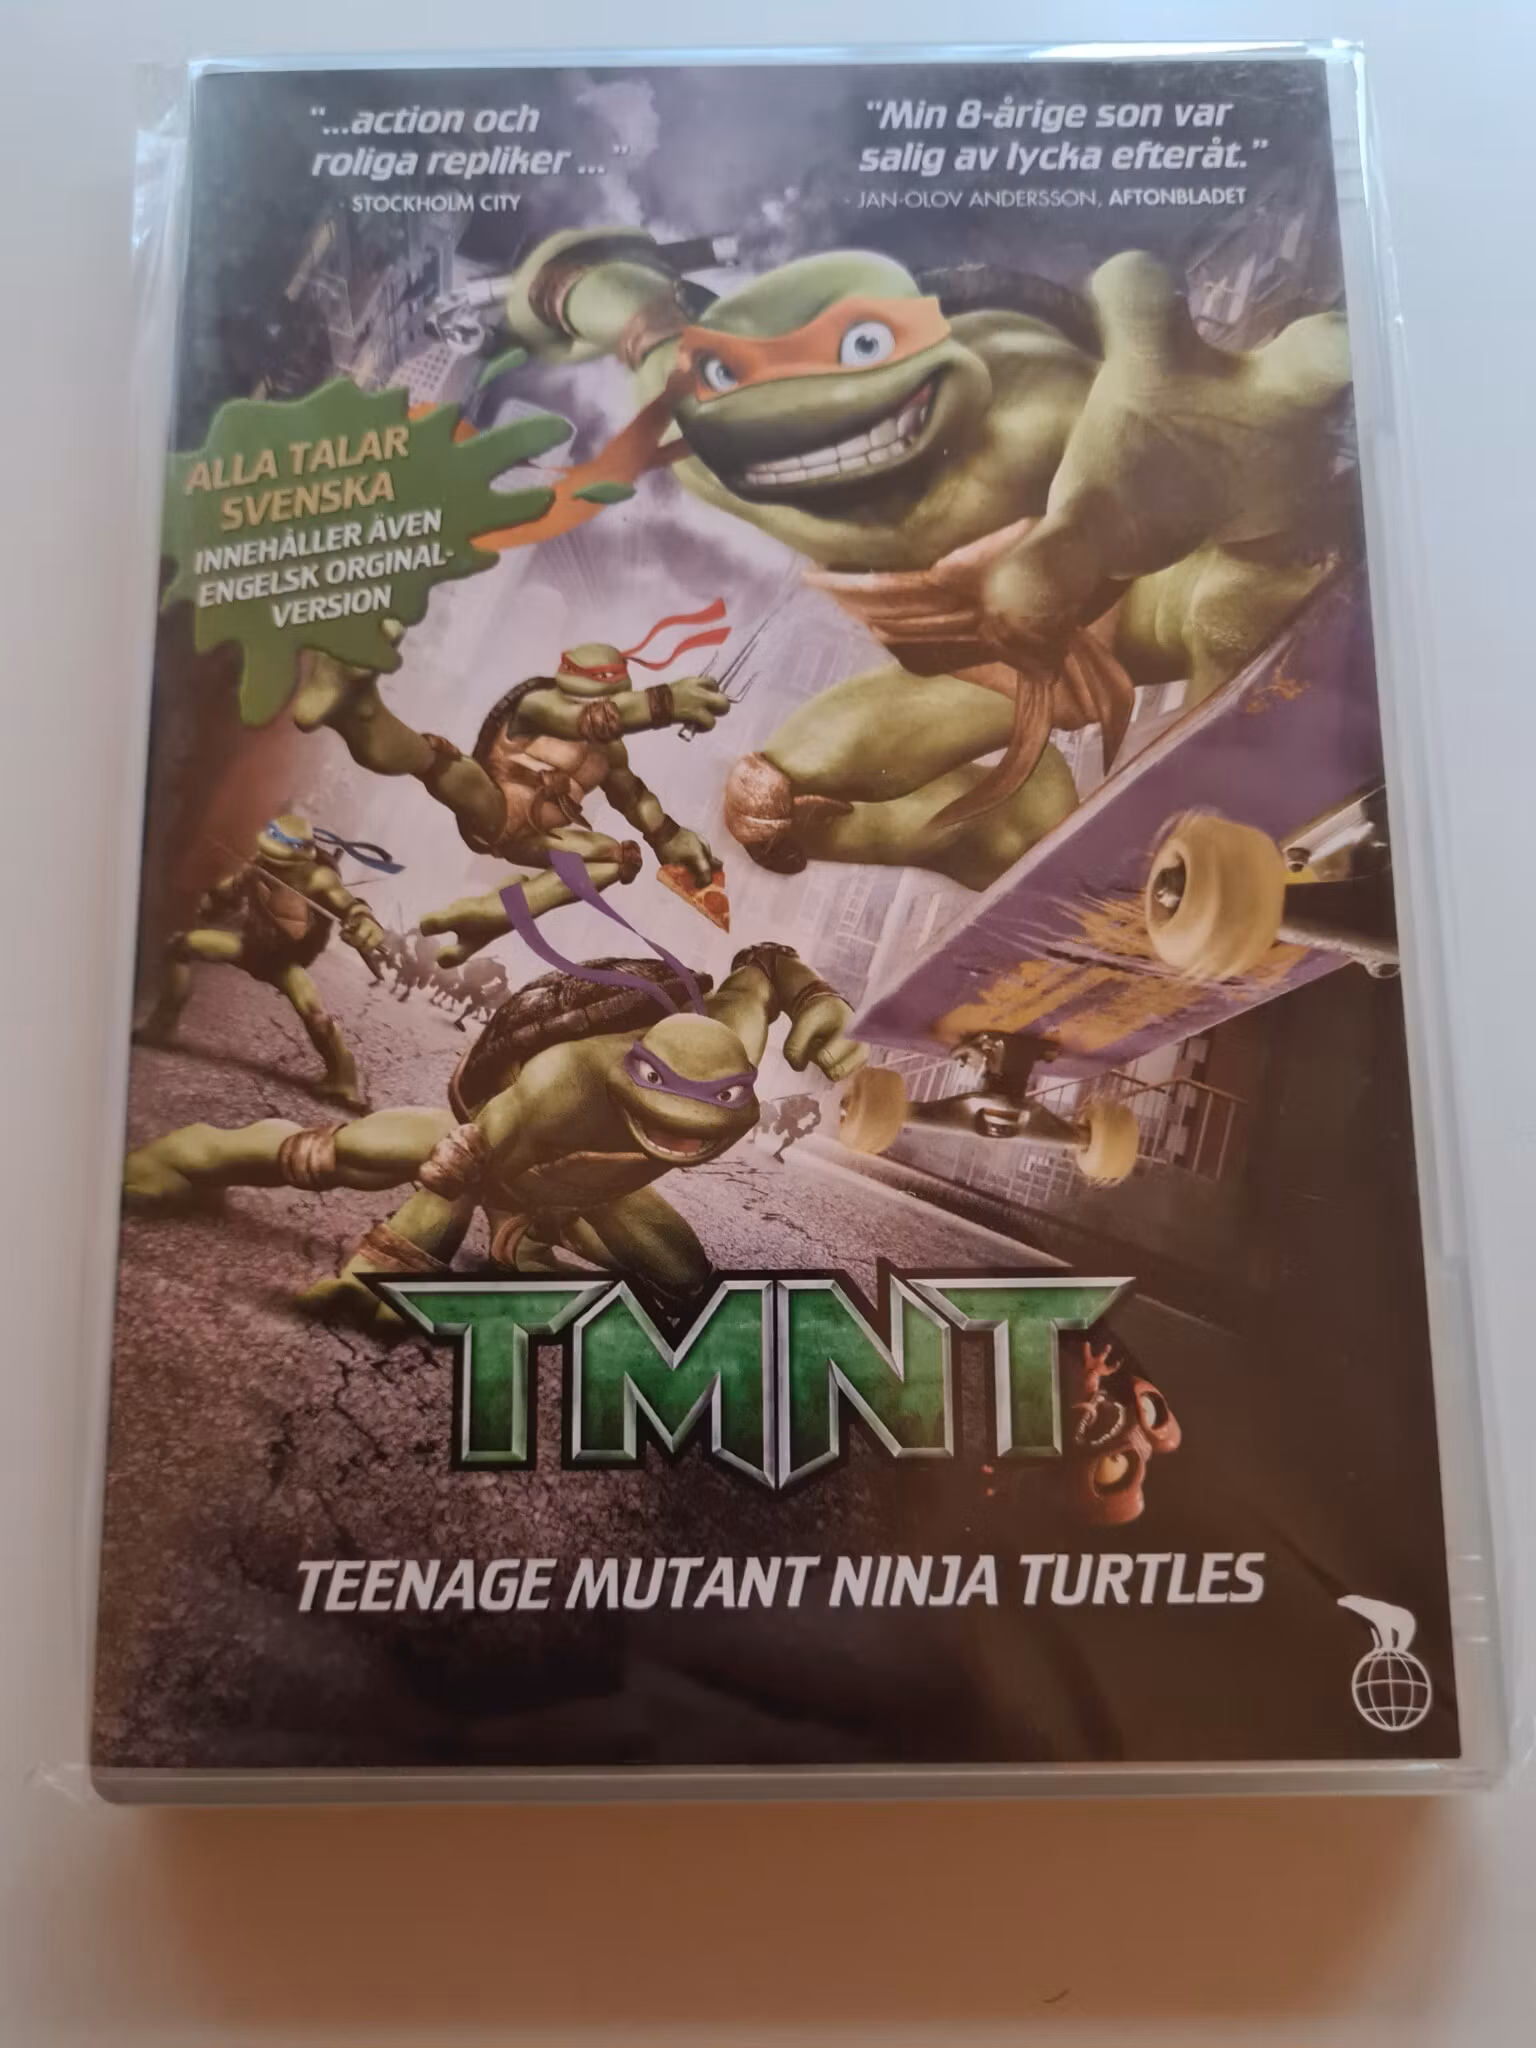 "...action och
roliga repliker ..."
- STOCKHOLM CITY
"Min 8-årige son var
salig av lycka efteråt."
- JAN-OLOV ANDERSSON, AFTONBLADET
ALLA TALAR
SVENSKA
INNEHÅLLER ÄVEN
ENGELSK ORGINAL-
VERSION
TMNT
TEENAGE MUTANT NINJA TURTLES